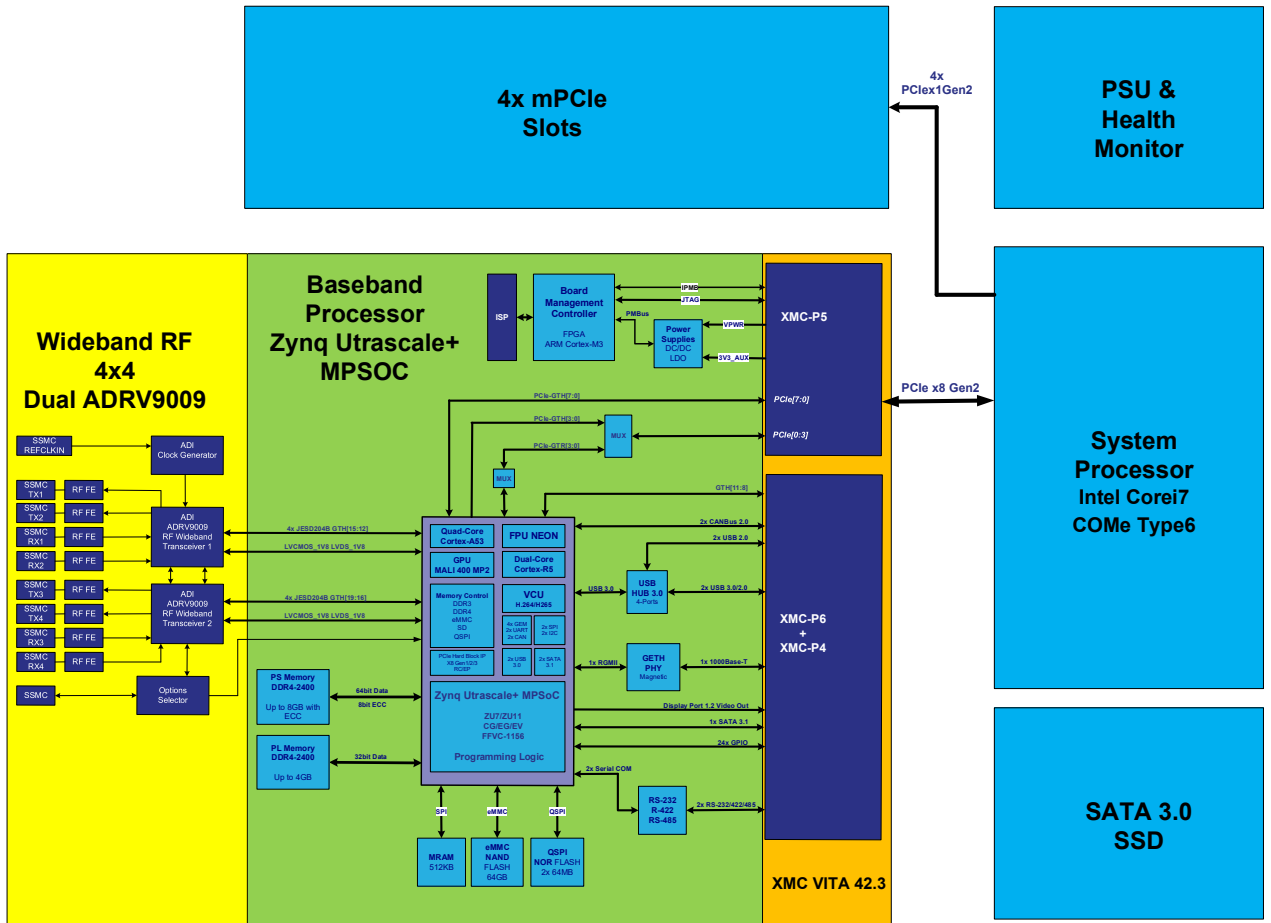 4x mPCIe
Slots
4x
PCIex1Gen2
PSU &
Health
Monitor
Wideband RF
4x4
Dual ADRV9009
SSMC
REFCLKIN
ADI
Clock Generator
SSMC
TX1
RF FE
SSMC
TX2
RF FE
SSMC
RX1
RF FE
SSMC
RX2
RF FE
ADI
ADRV9009
RF Wideband
Transceiver 1
SSMC
TX3
RF FE
SSMC
TX4
RF FE
SSMC
RX3
RF FE
SSMC
RX4
RF FE
ADI
ADRV9009
RF Wideband
Transceiver 2
SSMC
Options
Selector
Baseband
Processor
Zynq Utrascale+
MPSOC
ISP
Board
Management
Controller
FPGA
ARM Cortex-M3
IPMB
JTAG
PMBus
Power
Supplies
DC/DC
LDO
VPWR
3V3_AUX
PCIe-GTH[7:0]
PCIe-GTH[3:0]
PCIe-GTR[3:0]
MUX
MUX
GTH[11:8]
4x JESD204B GTH[15:12]
LVCMOS_1V8 LVDS_1V8
4x JESD204B GTH[19:16]
LVCMOS_1V8 LVDS_1V8
Quad-Core
Cortex-A53
FPU NEON
GPU
MALI 400 MP2
Dual-Core
Cortex-R5
Memory Control
DDR3
DDR4
eMMC
SD
QSPI
VCU
H.264/H265
4x GEM
2x UART
2x CAN
2x SPI
2x I2C
PCIe Hard Block IP
X8 Gen1/2/3
RC/EP
2x USB
3.0
2x SATA
3.1
Zynq Utrascale+ MPSoC
ZU7/ZU11
CG/EG/EV
FFVC-1156
Programming Logic
PS Memory
DDR4-2400
Up to 8GB with
ECC
64bit Data
8bit ECC
PL Memory
DDR4-2400
Up to 4GB
32bit Data
SPI
eMMC
QSPI
MRAM
512KB
eMMC
NAND
FLASH
64GB
QSPI
NOR FLASH
2x 64MB
2x CANBus 2.0
2x USB 2.0
USB 3.0
USB
HUB 3.0
4-Ports
2x USB 3.0/2.0
1x RGMII
GETH
PHY
Magnetic
1x 1000Base-T
Display Port 1.2 Video Out
1x SATA 3.1
24x GPIO
2x Serial COM
RS-232
R-422
RS-485
2x RS-232/422/485
XMC-P5
PCIe[7:0]
PCIe[0:3]
XMC-P6
+
XMC-P4
XMC VITA 42.3
PCIe x8 Gen2
System
Processor
Intel Corei7
COMe Type6
SATA 3.0
SSD